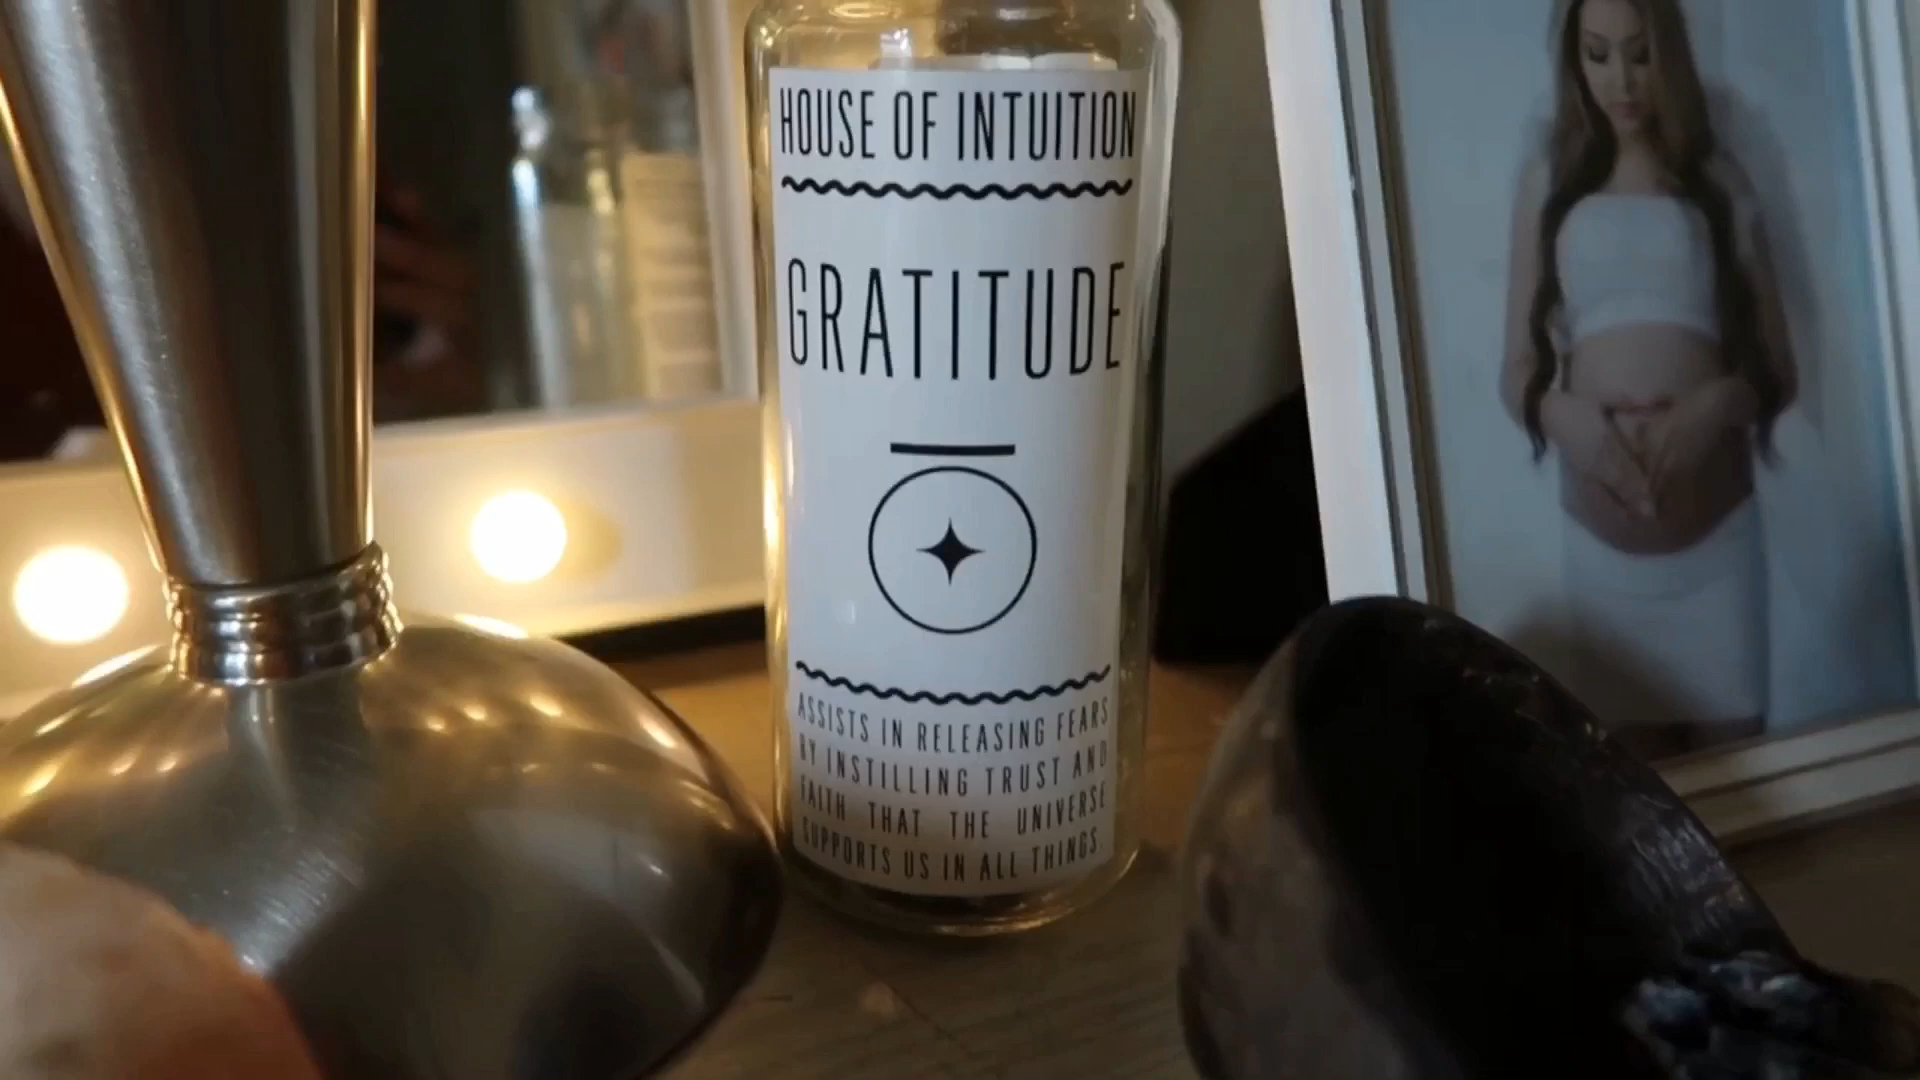 HOUSE OF INTUITION
GRATITUDE
ASSISTS IN RELEASING FEARS
BY INSTILLING TRUST AND
FAITH THAT THE UNIVERSE
SUPPORTS US IN ALL THINGS.